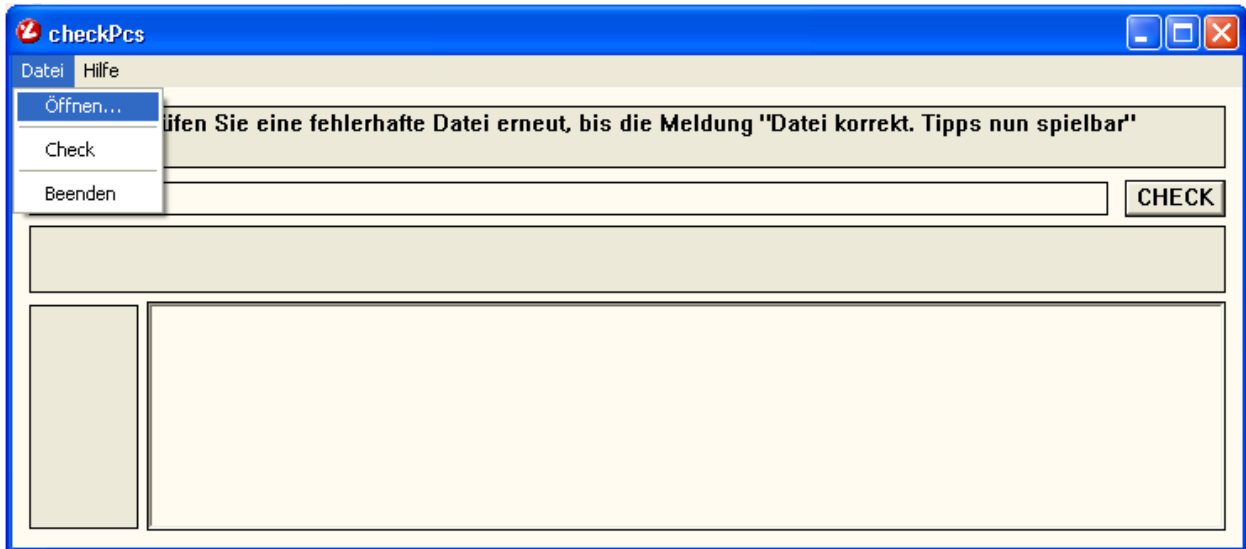 checkPcs
Datei Hilfe
Öffnen...
üfen Sie eine fehlerhafte Datei erneut, bis die Meldung "Datei korrekt. Tipps nun spielbar"
Check
Beenden
CHECK